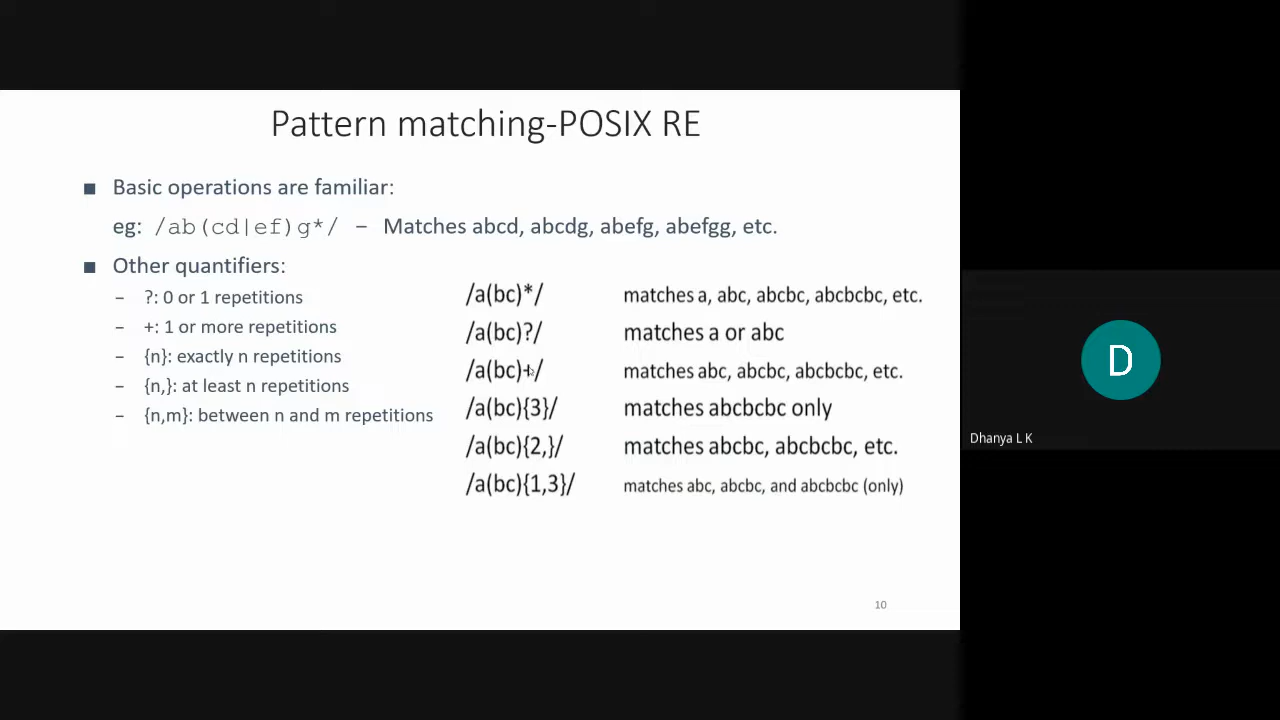 Pattern matching-POSIX RE
■ Basic operations are familiar:
eg: /ab(cd|ef)g*/ – Matches abcd, abcdg, abefg, abefgg, etc.
■ Other quantifiers:
– ?: 0 or 1 repetitions
– +: 1 or more repetitions
– {n}: exactly n repetitions
– {n,}: at least n repetitions
– {n,m}: between n and m repetitions
/a(bc)*/ matches a, abc, abcbc, abcbcbc, etc.
/a(bc)?/ matches a or abc
/a(bc)+/ matches abc, abcbc, abcbcbc, etc.
/a(bc){3}/ matches abcbcbc only
/a(bc){2,}/ matches abcbc, abcbcbc, etc.
/a(bc){1,3}/ matches abc, abcbc, and abcbcbc (only)
10
D
Dhanya L K